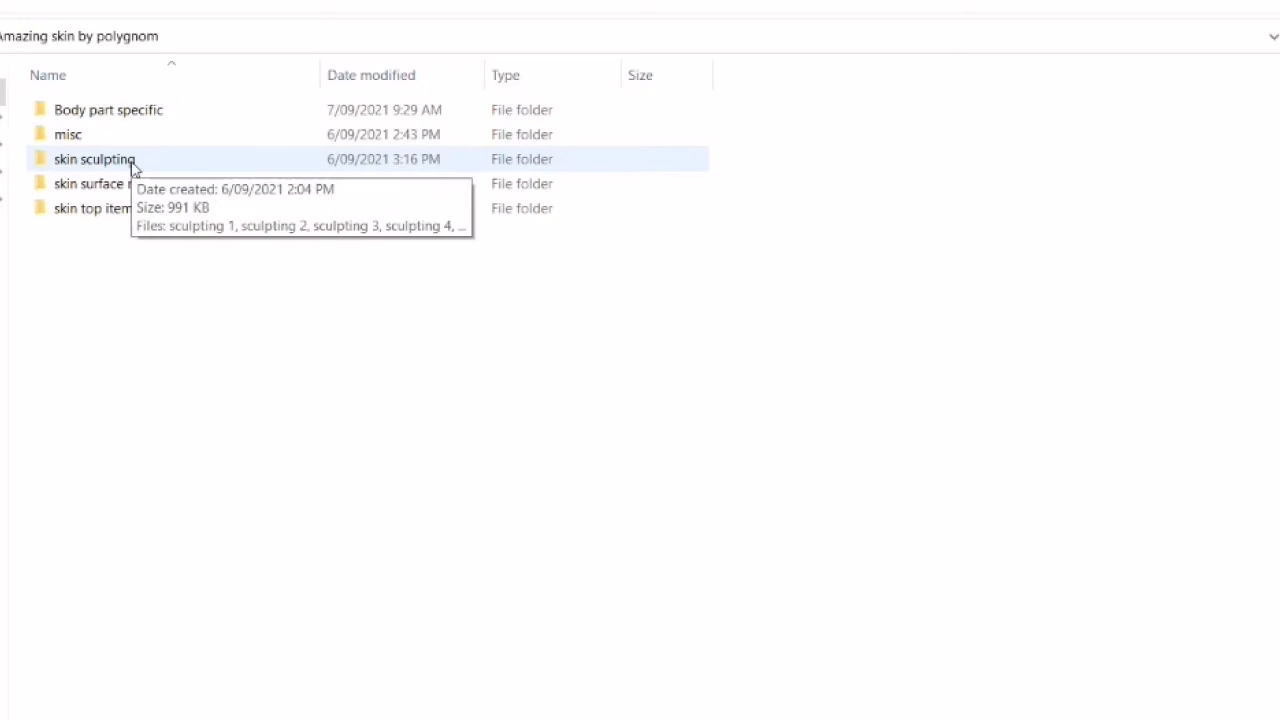 Amazing skin by polygnom
Name Date modified Type Size
Body part specific 7/09/2021 9:29 AM File folder
misc 6/09/2021 2:43 PM File folder
skin sculpting 6/09/2021 3:16 PM File folder
skin surface File folder
skin top item File folder
Date created: 6/09/2021 2:04 PM
Size: 991 KB
Files: sculpting 1, sculpting 2, sculpting 3, sculpting 4, ...